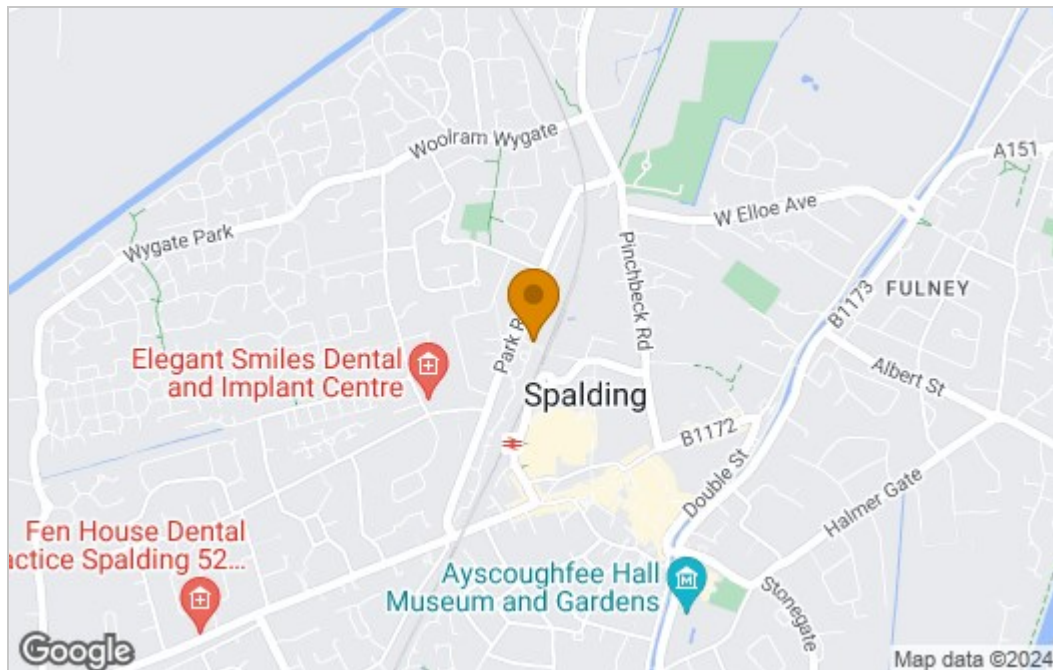 Woolram Wygate
A151
W Elloe Ave
Wygate Park
Pinchbeck Rd
FULNEY
B1173
Park R
Elegant Smiles Dental
and Implant Centre
Albert St
Spalding
B1172
Double St
Halmer Gate
Fen House Dental
actice Spalding 52...
Ayscoughfee Hall
Museum and Gardens
Stonegate
Google
Map data ©2024